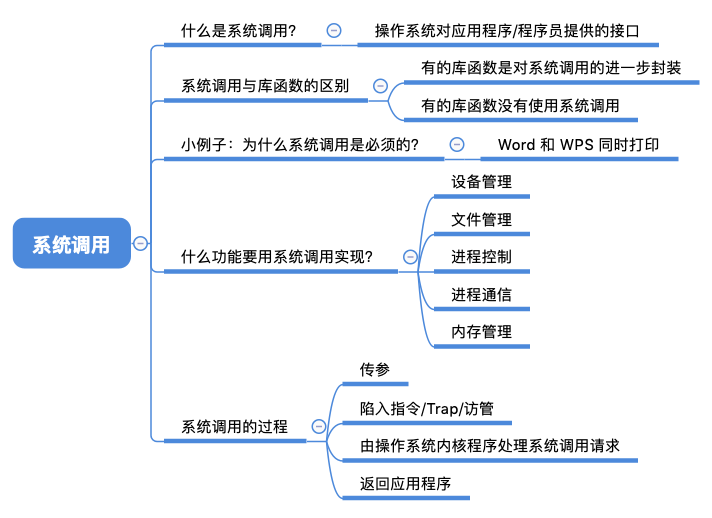 什么是系统调用？
操作系统对应用程序/程序员提供的接口
系统调用与库函数的区别
有的库函数是对系统调用的进一步封装
有的库函数没有使用系统调用
小例子：为什么系统调用是必须的？
Word 和 WPS 同时打印
系统调用
什么功能要用系统调用实现？
设备管理
文件管理
进程控制
进程通信
内存管理
系统调用的过程
传参
陷入指令/Trap/访管
由操作系统内核程序处理系统调用请求
返回应用程序